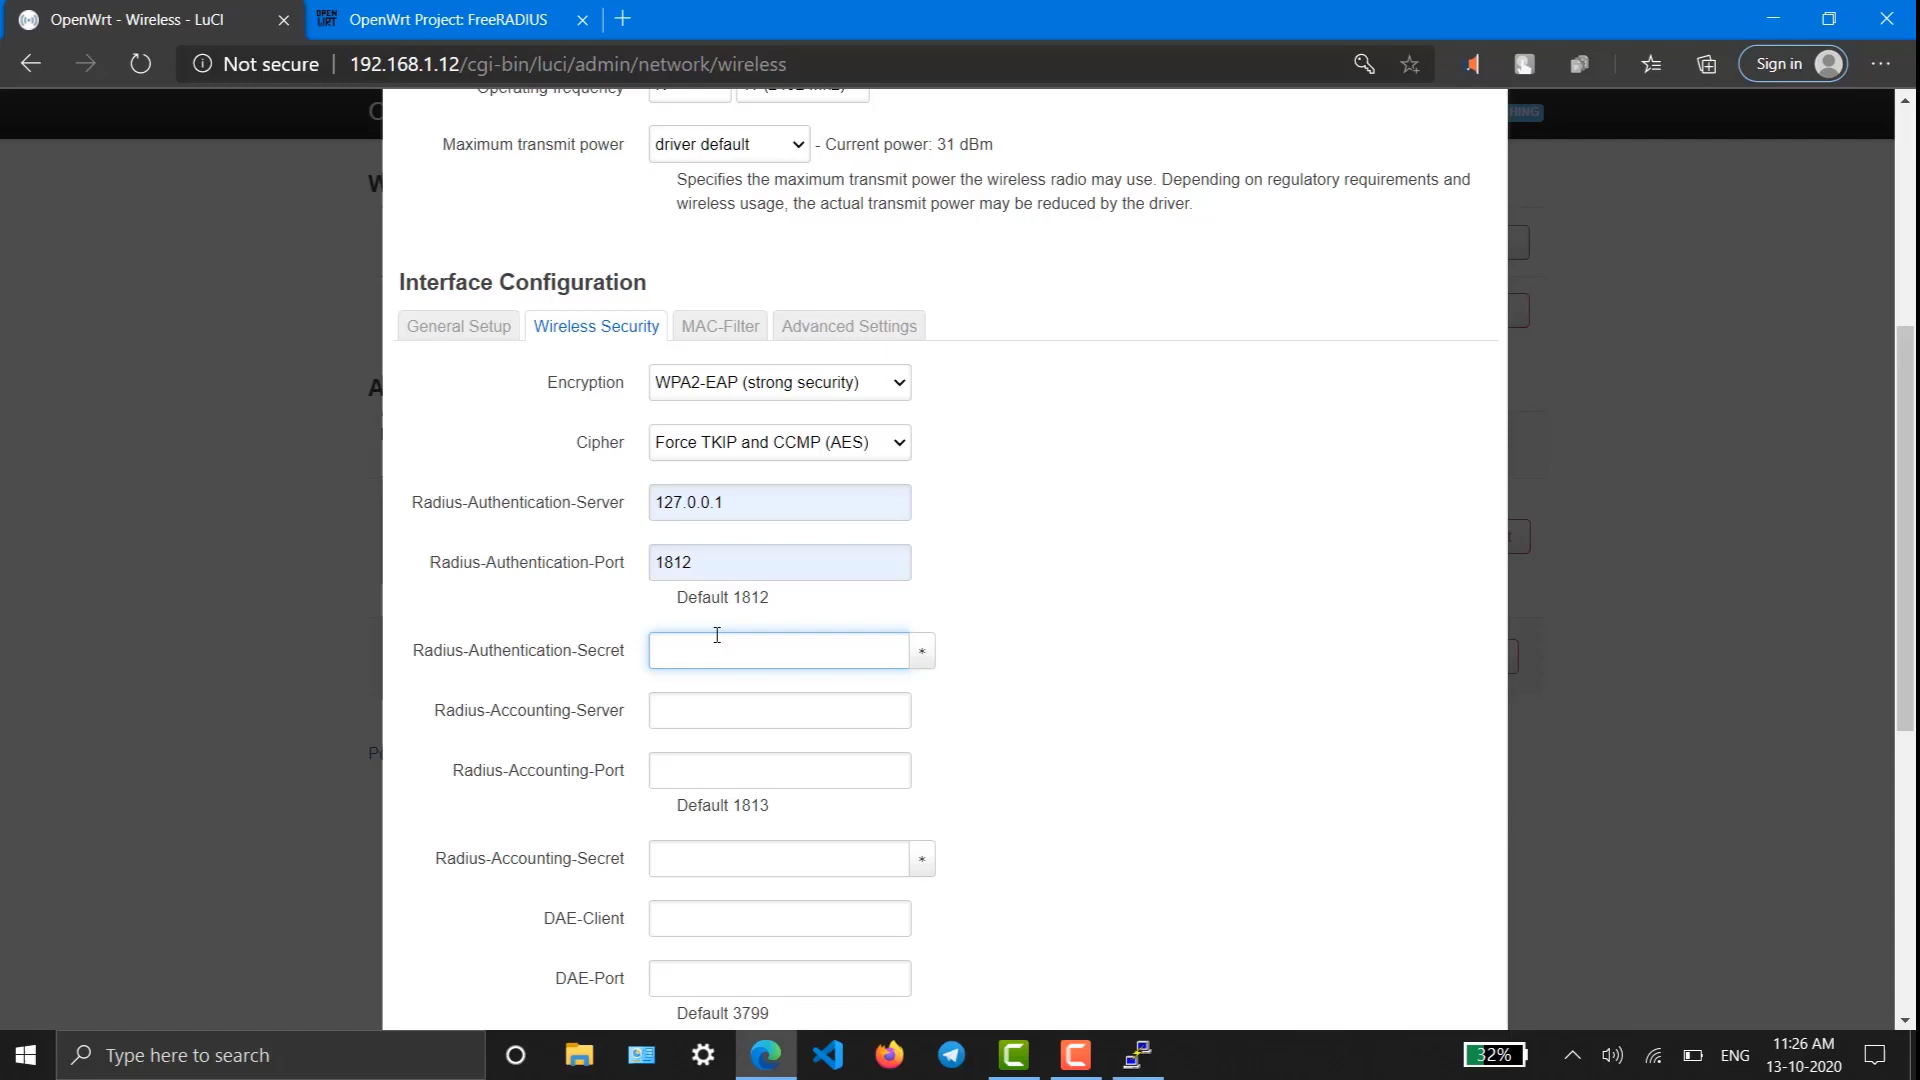 OpenWrt - Wireless - LuCI
OPEN WRT OpenWrt Project: FreeRADIUS
Not secure | 192.168.1.12/cgi-bin/luci/admin/network/wireless
Sign in
Operating frequency
Maximum transmit power driver default - Current power: 31 dBm
Specifies the maximum transmit power the wireless radio may use. Depending on regulatory requirements and
wireless usage, the actual transmit power may be reduced by the driver.
Interface Configuration
General Setup Wireless Security MAC-Filter Advanced Settings
Encryption WPA2-EAP (strong security)
Cipher Force TKIP and CCMP (AES)
Radius-Authentication-Server 127.0.0.1
Radius-Authentication-Port 1812
Default 1812
Radius-Authentication-Secret *
Radius-Accounting-Server
Radius-Accounting-Port
Default 1813
Radius-Accounting-Secret *
DAE-Client
DAE-Port
Default 3799
Type here to search
32%
ENG
11:26 AM
13-10-2020